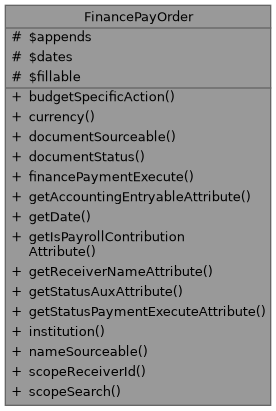 FinancePayOrder
# $appends
# $dates
# $fillable
+ budgetSpecificAction()
+ currency()
+ documentSourceable()
+ documentStatus()
+ financePaymentExecute()
+ getAccountingEntryableAttribute()
+ getDate()
+ getIsPayrollContribution
Attribute()
+ getReceiverNameAttribute()
+ getStatusAuxAttribute()
+ getStatusPaymentExecuteAttribute()
+ institution()
+ nameSourceable()
+ scopeReceiverId()
+ scopeSearch()